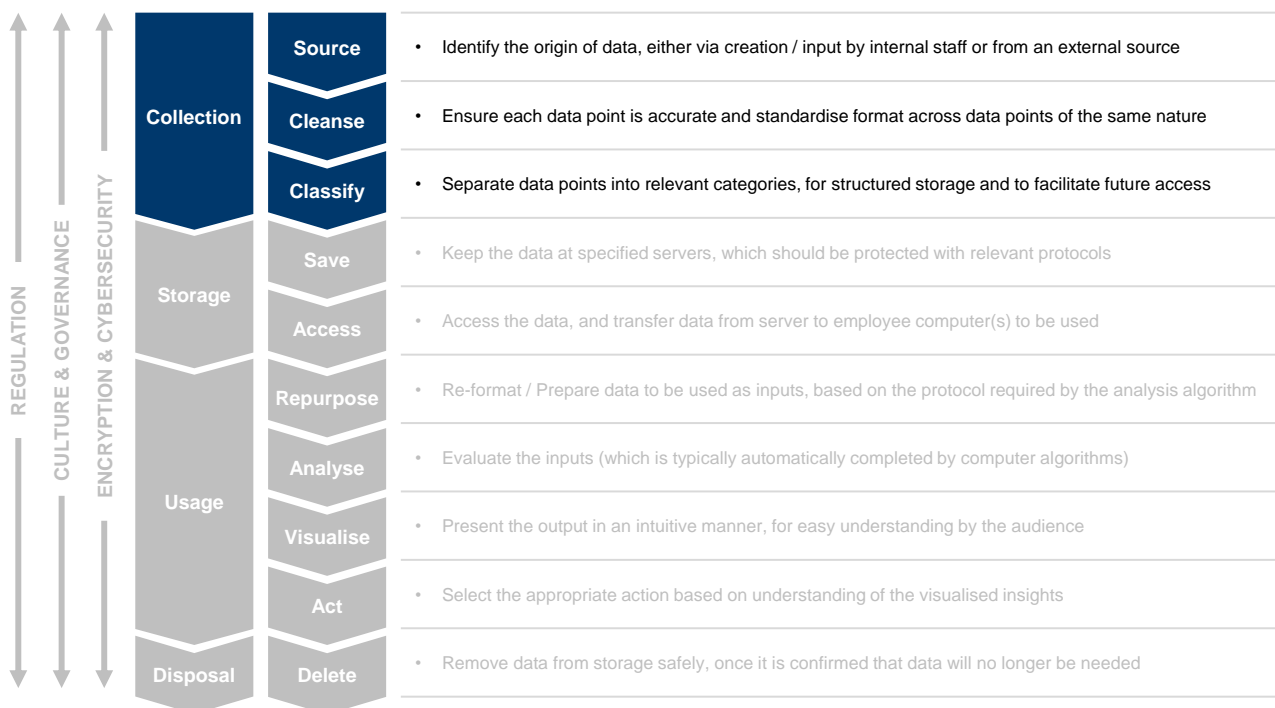 REGULATION
CULTURE & GOVERNANCE
ENCRYPTION & CYBERSECURITY
Collection
Source
• Identify the origin of data, either via creation / input by internal staff or from an external source
Cleanse
• Ensure each data point is accurate and standardise format across data points of the same nature
Classify
• Separate data points into relevant categories, for structured storage and to facilitate future access
Storage
Save
• Keep the data at specified servers, which should be protected with relevant protocols
Access
• Access the data, and transfer data from server to employee computer(s) to be used
Usage
Repurpose
• Re-format / Prepare data to be used as inputs, based on the protocol required by the analysis algorithm
Analyse
• Evaluate the inputs (which is typically automatically completed by computer algorithms)
Visualise
• Present the output in an intuitive manner, for easy understanding by the audience
Act
• Select the appropriate action based on understanding of the visualised insights
Disposal
Delete
• Remove data from storage safely, once it is confirmed that data will no longer be needed